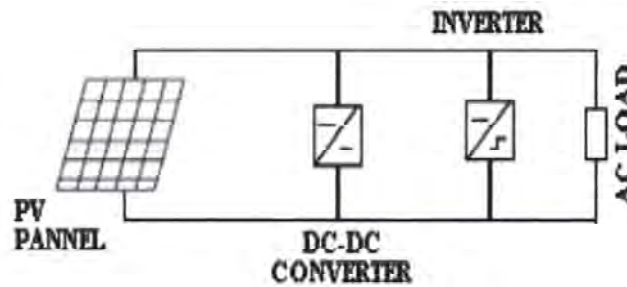 INVERTER
AC LOAD
PV
PANNEL
DC-DC
CONVERTER